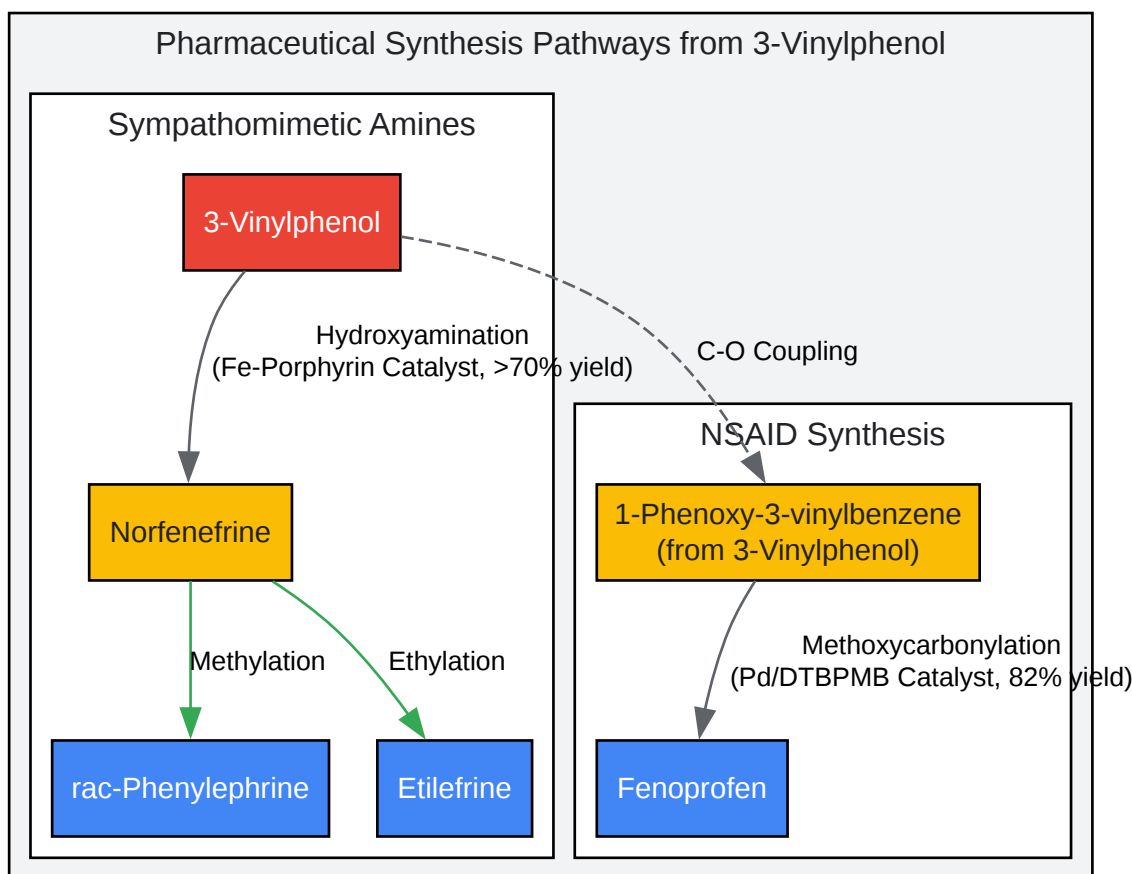 Pharmaceutical Synthesis Pathways from 3-Vinylphenol
Sympathomimetic Amines
3-Vinylphenol
Hydroxyamination
(Fe-Porphyrin Catalyst, >70% yield)
C-O Coupling
NSAID Synthesis
Norfenefrine
1-Phenoxy-3-vinylbenzene
(from 3-Vinylphenol)
Methylation
Ethylation
Methoxycarbonylation
(Pd/DTBPMB Catalyst, 82% yield)
rac-Phenylephrine
Etilefrine
Fenoprofen